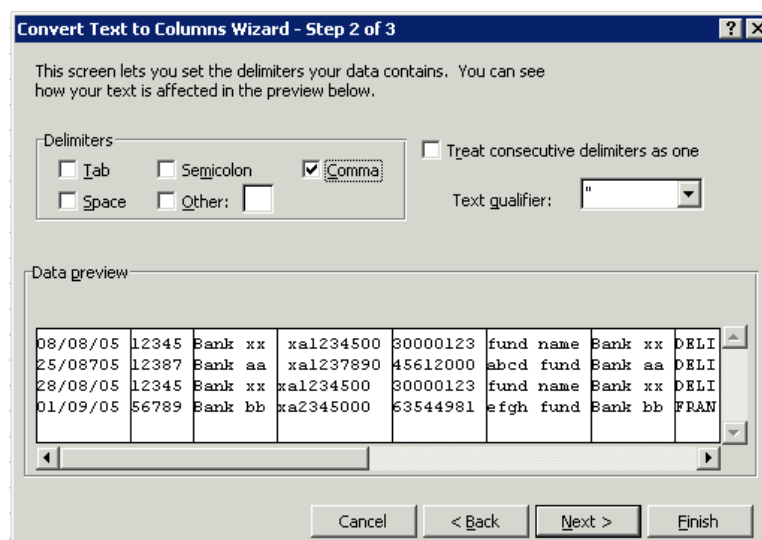 Convert Text to Columns Wizard - Step 2 of 3
This screen lets you set the delimiters your data contains. You can see
how your text is affected in the preview below.
Delimiters
Tab Semicolon Comma
Space Other:
Treat consecutive delimiters as one
Text qualifier: "
Data preview
08/08/05 12345 Bank xx xa1234500 30000123 fund name Bank xx DELI
25/08705 12387 Bank aa xa1237890 45612000 abcd fund Bank aa DELI
28/08/05 12345 Bank xx xa1234500 30000123 fund name Bank xx DELI
01/09/05 56789 Bank bb xa2345000 63544981 efgh fund Bank bb FRAN
Cancel < Back Next > Finish